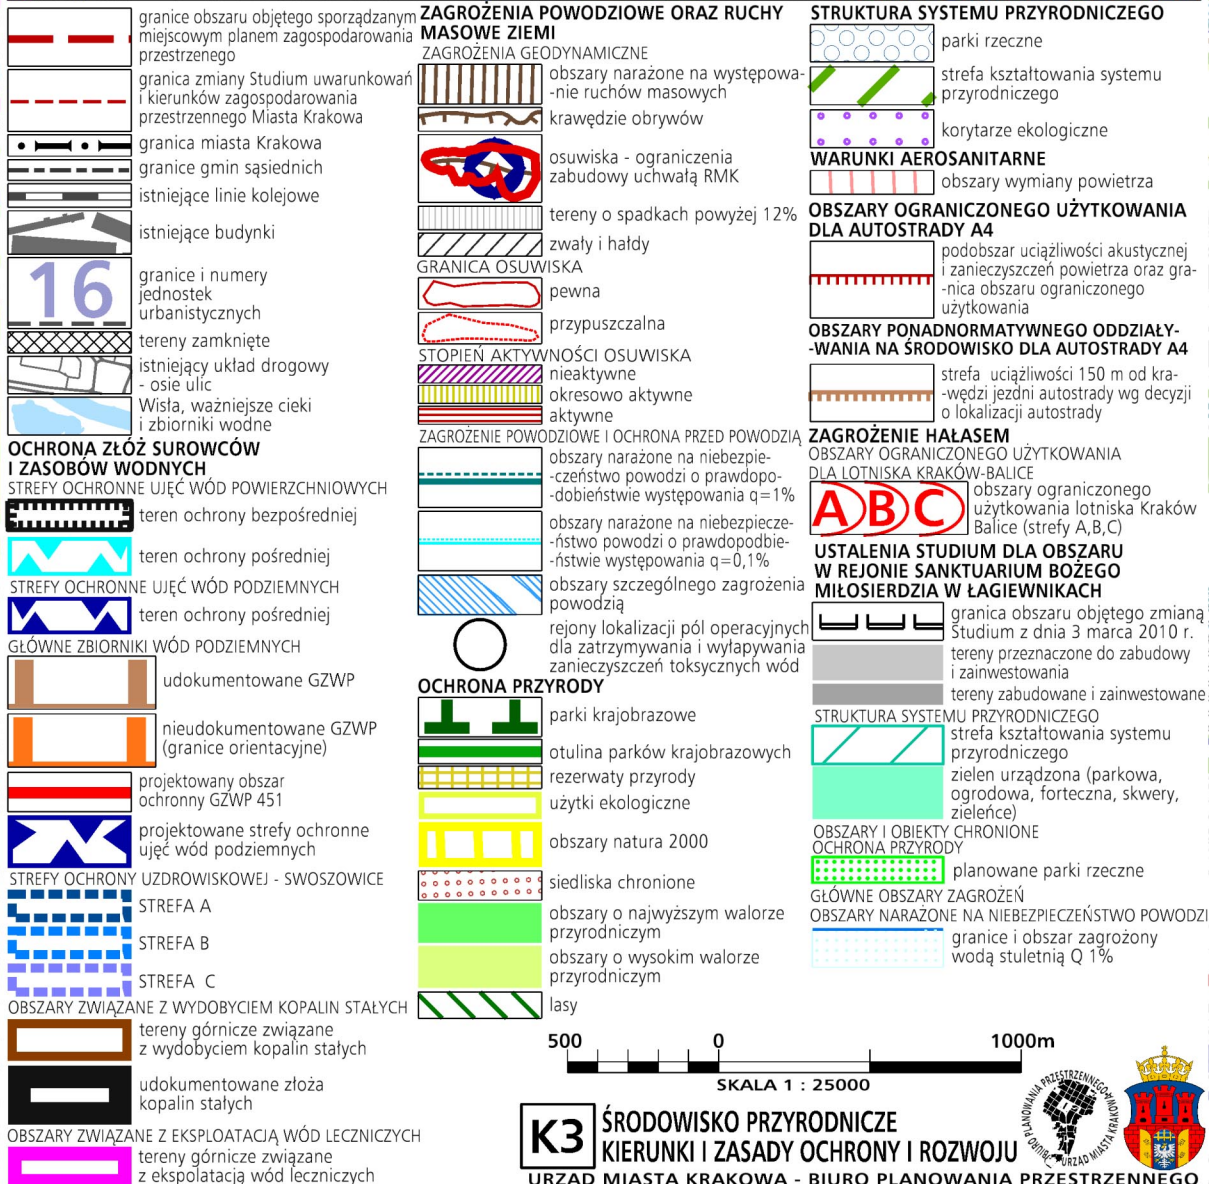 granice obszaru objętego sporządzanym
miejscowym planem zagospodarowania
przestrzenego
granica zmiany Studium uwarunkowań
i kierunków zagospodarowania
przestrzennego Miasta Krakowa
granica miasta Krakowa
granice gmin sąsiednich
istniejące linie kolejowe
istniejące budynki
16
granice i numery
jednostek
urbanistycznych
tereny zamknięte
istniejący układ drogowy
- osie ulic
Wisła, ważniejsze cieki
i zbiorniki wodne
OCHRONA ZŁÓŻ SUROWCÓW
I ZASOBÓW WODNYCH
STREFY OCHRONNE UJĘĆ WÓD POWIERZCHNIOWYCH
teren ochrony bezpośredniej
teren ochrony pośredniej
STREFY OCHRONNE UJĘĆ WÓD PODZIEMNYCH
teren ochrony pośredniej
GŁÓWNE ZBIORNIKI WÓD PODZIEMNYCH
udokumentowane GZWP
nieudokumentowane GZWP
(granice orientacyjne)
projektowany obszar
ochronny GZWP 451
projektowane strefy ochronne
ujęć wód podziemnych
STREFY OCHRONY UZDROWISKOWEJ - SWOSZOWICE
STREFA A
STREFA B
STREFA C
OBSZARY ZWIĄZANE Z WYDOBYCIEM KOPALIN STAŁYCH
tereny górnicze związane
z wydobyciem kopalin stałych
udokumentowane złoża
kopalin stałych
OBSZARY ZWIĄZANE Z EKSPLOATACJĄ WÓD LECZNICZYCH
tereny górnicze związane
z ekspolatacją wód leczniczych
ZAGROŻENIA POWODZIOWE ORAZ RUCHY
MASOWE ZIEMI
ZAGROŻENIA GEODYNAMICZNE
obszary narażone na występowa-
-nie ruchów masowych
krawędzie obrywów
osuwiska - ograniczenia
zabudowy uchwałą RMK
tereny o spadkach powyżej 12%
zwały i hałdy
GRANICA OSUWISKA
pewna
przypuszczalna
STOPIEŃ AKTYWNOŚCI OSUWISKA
nieaktywne
okresowo aktywne
aktywne
ZAGROŻENIE POWODZIOWE I OCHRONA PRZED POWODZIĄ
obszary narażone na niebezpie-
-czeństwo powodzi o prawdopo-
-dobieństwie występowania q=1%
obszary narażone na niebezpiecze-
-ństwo powodzi o prawdopodbie-
-ństwie występowania q=0,1%
obszary szczególnego zagrożenia
powodzią
rejony lokalizacji pól operacyjnych
dla zatrzymywania i wyłapywania
zanieczyszczeń toksycznych wód
OCHRONA PRZYRODY
parki krajobrazowe
otulina parków krajobrazowych
rezerwaty przyrody
użytki ekologiczne
obszary natura 2000
siedliska chronione
obszary o najwyższym walorze
przyrodniczym
obszary o wysokim walorze
przyrodniczym
lasy
STRUKTURA SYSTEMU PRZYRODNICZEGO
parki rzeczne
strefa kształtowania systemu
przyrodniczego
korytarze ekologiczne
WARUNKI AEROSANITARNE
obszary wymiany powietrza
OBSZARY OGRANICZONEGO UŻYTKOWANIA
DLA AUTOSTRADY A4
podobszar uciążliwości akustycznej
i zanieczyszczeń powietrza oraz gra-
-nica obszaru ograniczonego
użytkowania
OBSZARY PONADNORMATYWNEGO ODDZIAŁY-
-WANIA NA ŚRODOWISKO DLA AUTOSTRADY A4
strefa uciążliwości 150 m od kra-
-wędzi jezdni autostrady wg decyzji
o lokalizacji autostrady
ZAGROŻENIE HAŁASEM
OBSZARY OGRANICZONEGO UŻYTKOWANIA
DLA LOTNISKA KRAKÓW-BALICE
ABC
obszary ograniczonego
użytkowania lotniska Kraków
Balice (strefy A,B,C)
USTALENIA STUDIUM DLA OBSZARU
W REJONIE SANKTUARIUM BOŻEGO
MIŁOSIERDZIA W ŁAGIEWNIKACH
granica obszaru objętego zmianą
Studium z dnia 3 marca 2010 r.
tereny przeznaczone do zabudowy
i zainwestowania
tereny zabudowane i zainwestowane
STRUKTURA SYSTEMU PRZYRODNICZEGO
strefa kształtowania systemu
przyrodniczego
zielen urządzona (parkowa,
ogrodowa, forteczna, skwery,
zieleńce)
OBSZARY I OBIEKTY CHRONIONE
OCHRONA PRZYRODY
planowane parki rzeczne
GŁÓWNE OBSZARY ZAGROŻEŃ
OBSZARY NARAŻONE NA NIEBEZPIECZEŃSTWO POWODZI
granice i obszar zagrożony
wodą stuletnią Q 1%
500 0 1000m
SKALA 1 : 25000
K3
ŚRODOWISKO PRZYRODNICZE
KIERUNKI I ZASADY OCHRONY I ROZWOJU
BIURO PLANOWANIA PRZESTRZENNEGO
URZĄD MIASTA KRAKOWA
URZĄD MIASTA KRAKOWA - BIURO PLANOWANIA PRZESTRZENNEGO